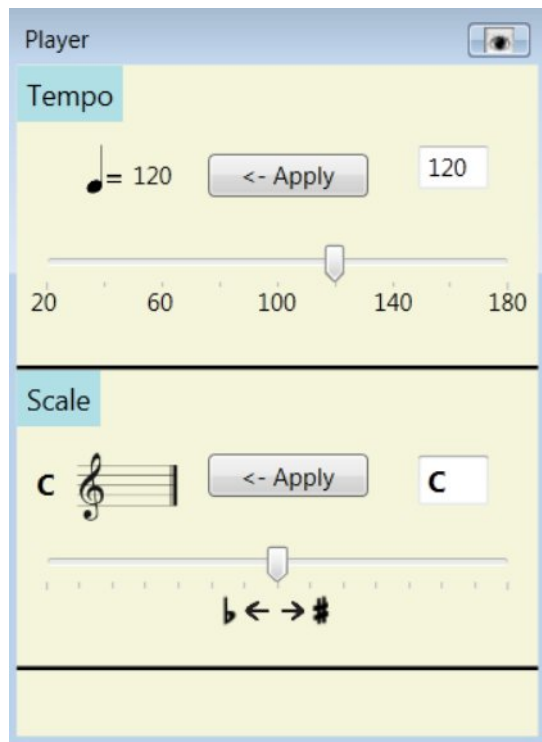 Player
Tempo
= 120 <- Apply 120
20 60 100 140 180
Scale
C <- Apply C
♭ ← → ♯